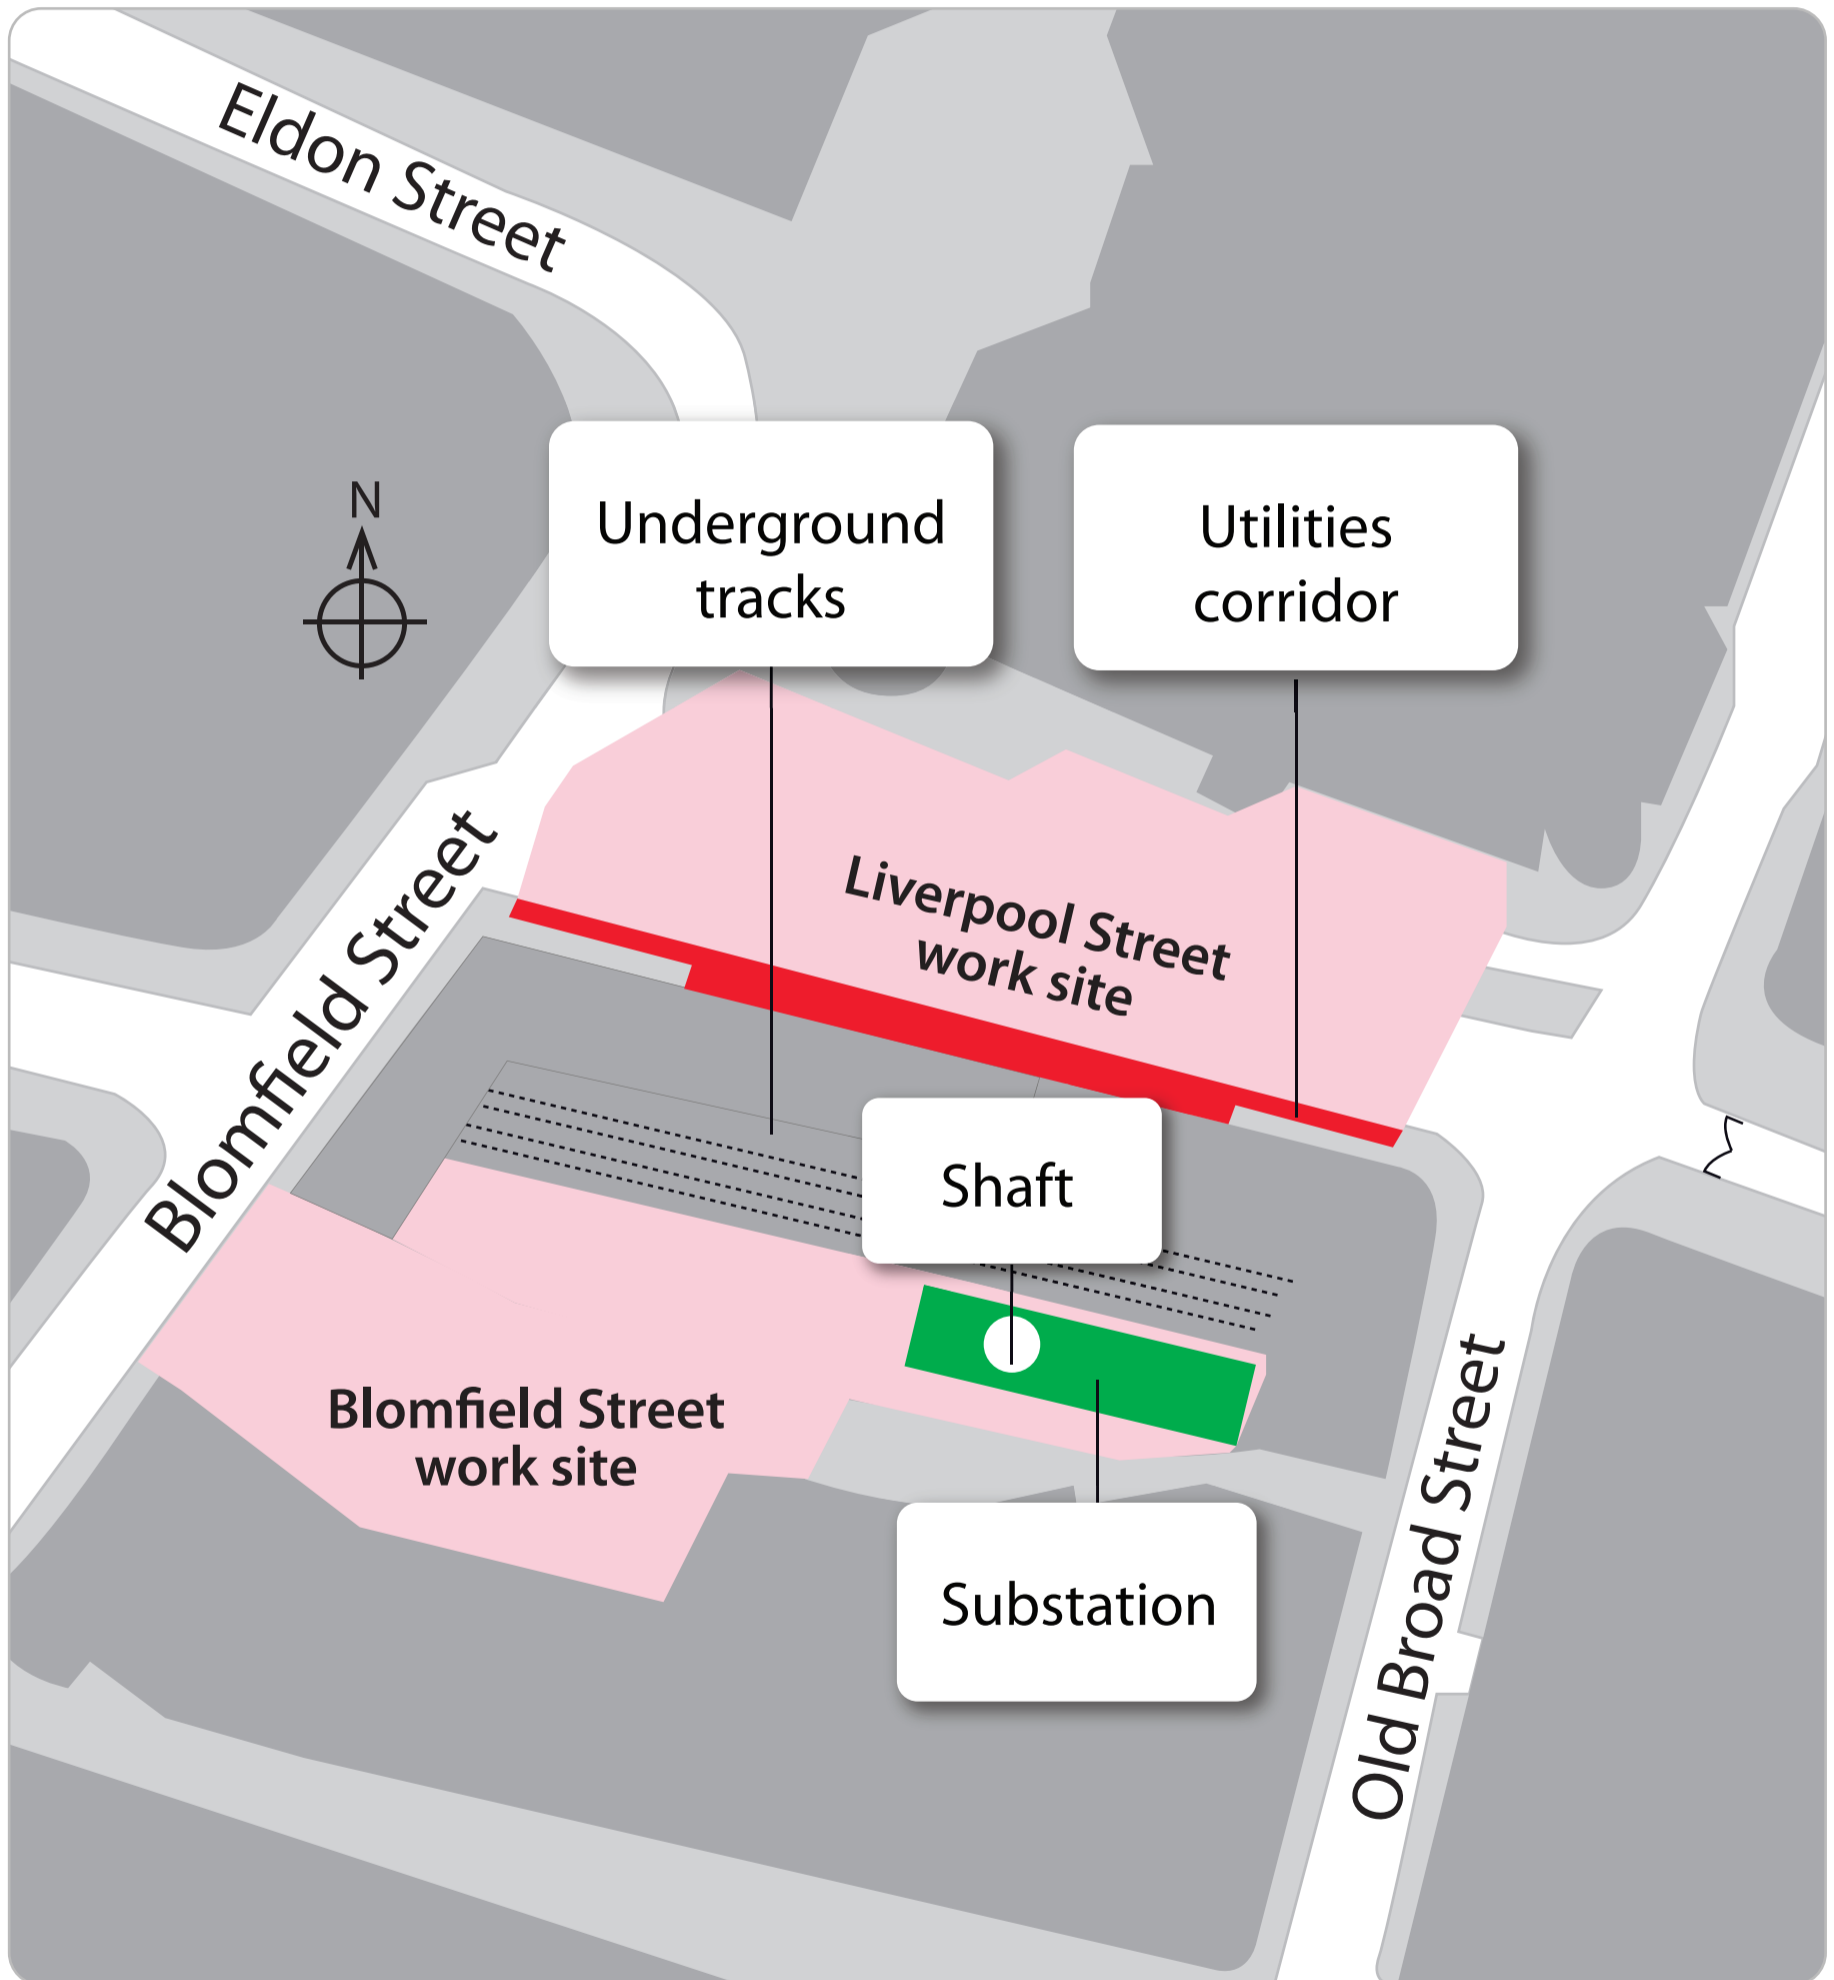 Eldon Street
N
Underground
tracks
Utilities
corridor
Blomfield Street
Liverpool Street
work site
Shaft
Blomfield Street
work site
Substation
Old Broad Street